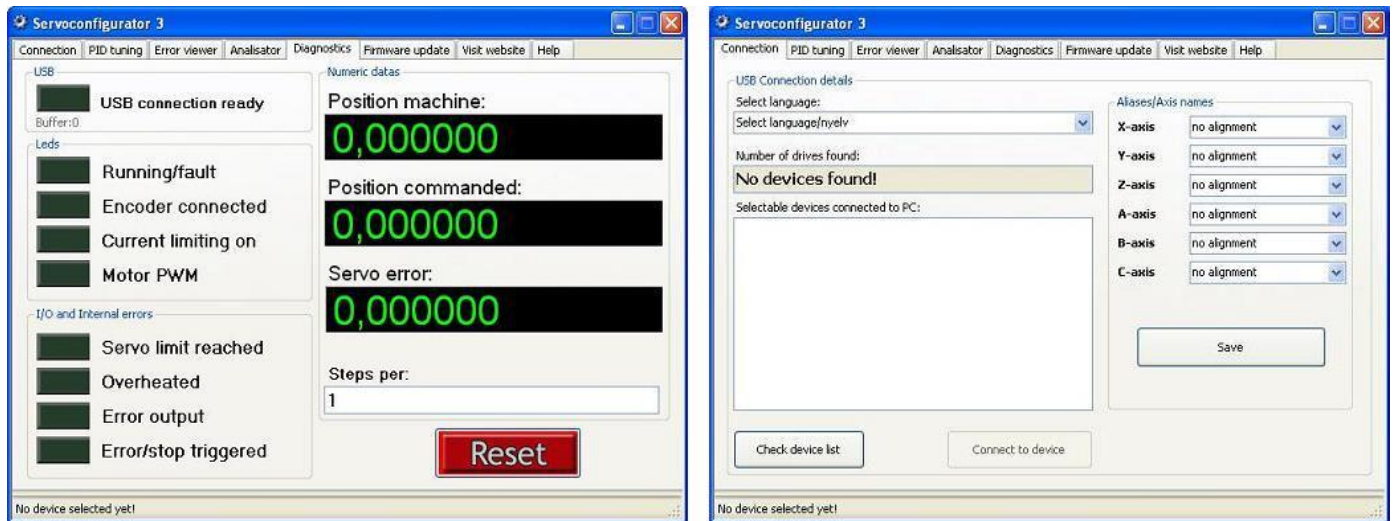 Servoconfigurator 3
Connection PID tuning Error viewer Analisator Diagnostics Firmware update Visit website Help
USB
USB connection ready
Buffer:0
Leds
Running/fault
Encoder connected
Current limiting on
Motor PWM
I/O and Internal errors
Servo limit reached
Overheated
Error output
Error/stop triggered
Numeric datas
Position machine:
0,000000
Position commanded:
0,000000
Servo error:
0,000000
Steps per:
1
Reset
No device selected yet!
Servoconfigurator 3
Connection PID tuning Error viewer Analisator Diagnostics Firmware update Visit website Help
USB Connection details
Select language:
Select language/nyelv
Number of drives found:
No devices found!
Selectable devices connected to PC:
Check device list
Connect to device
Aliases/Axis names
X-axis no alignment
Y-axis no alignment
Z-axis no alignment
A-axis no alignment
B-axis no alignment
C-axis no alignment
Save
No device selected yet!